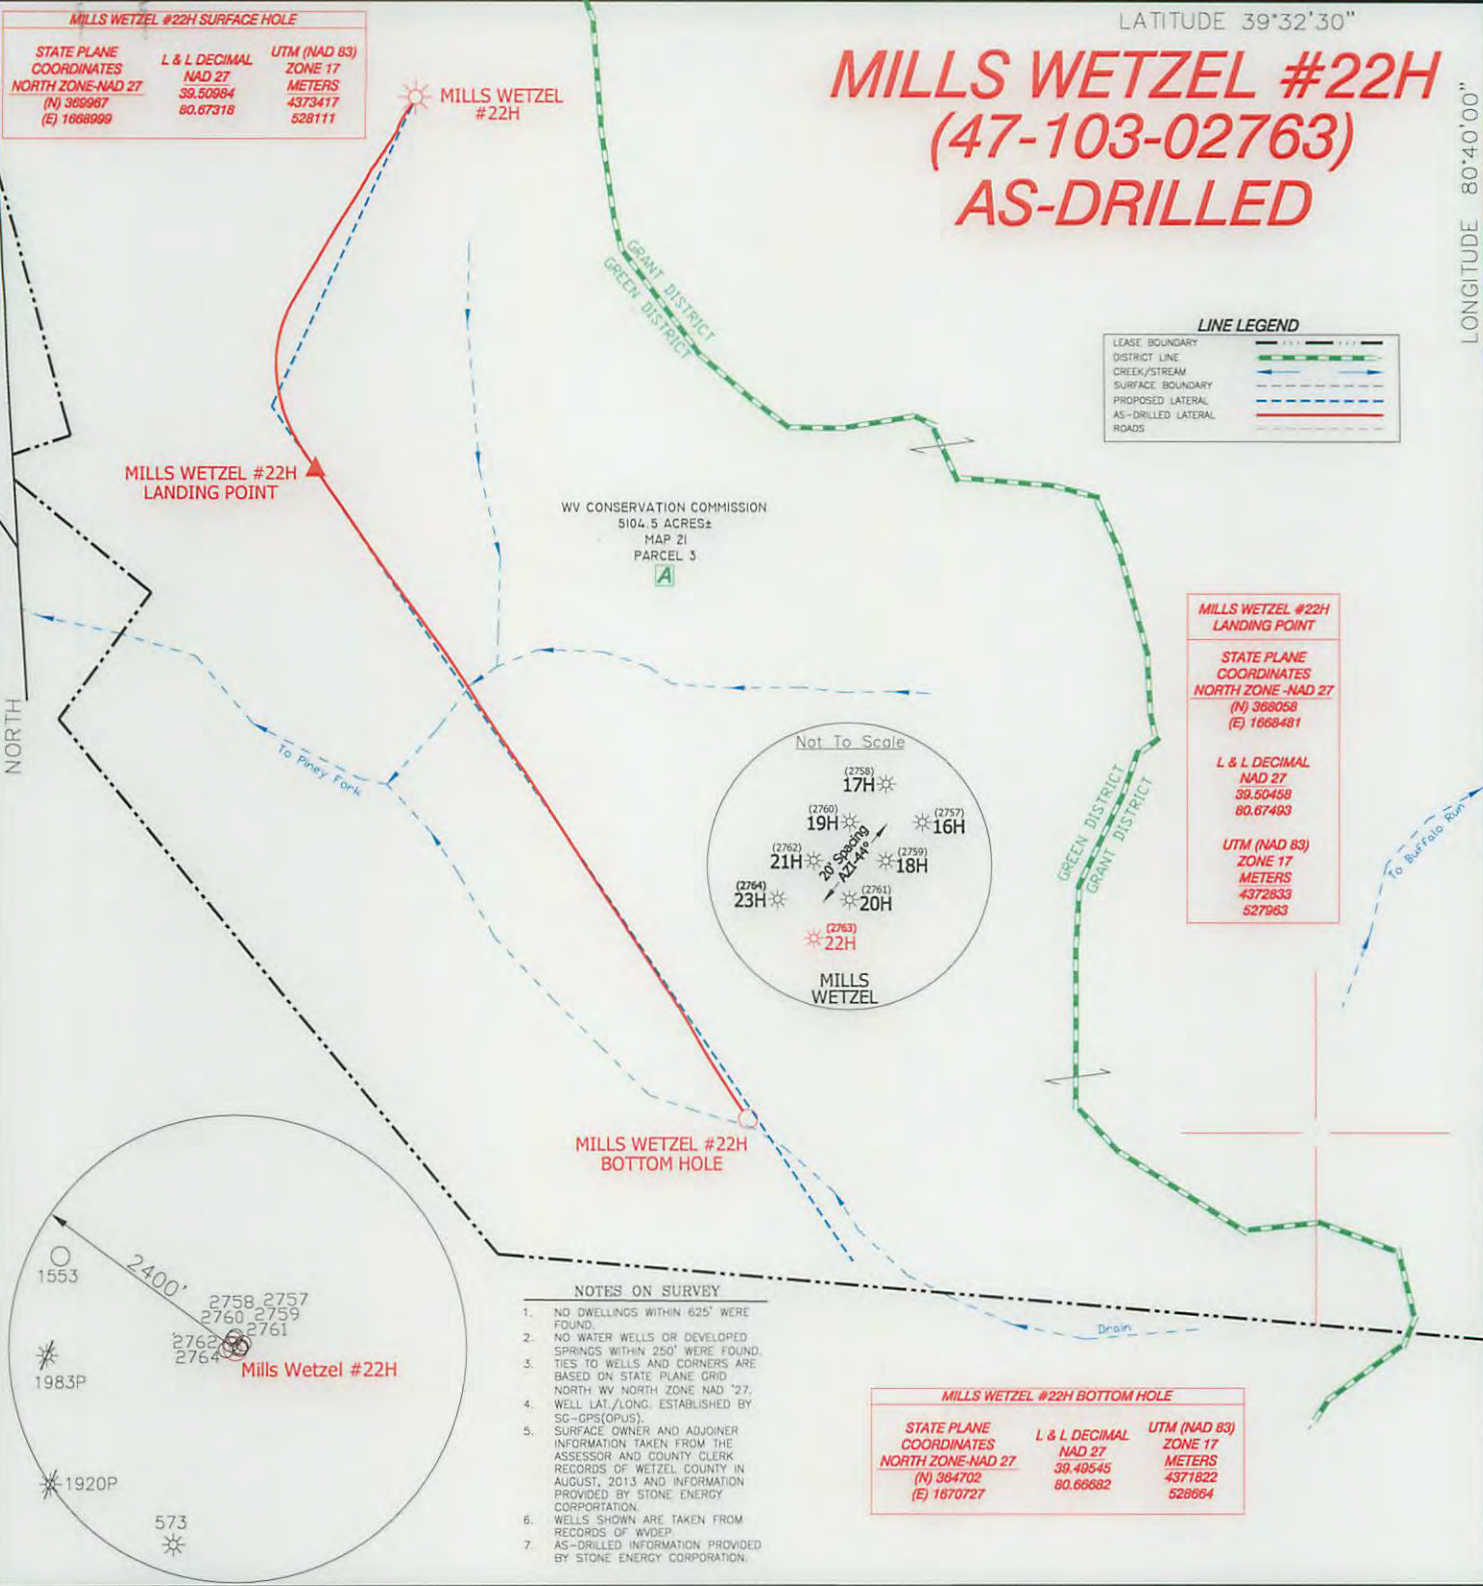 LATITUDE 39°32'30"
LONGITUDE 80°40'00"
MILLS WETZEL #22H
(47-103-02763)
AS-DRILLED
MILLS WETZEL #22H SURFACE HOLE
STATE PLANE
COORDINATES
NORTH ZONE-NAD 27
(N) 369967
(E) 1668999
L & L DECIMAL
NAD 27
39.50984
80.67318
UTM (NAD 83)
ZONE 17
METERS
4373417
528111
MILLS WETZEL
#22H
GRANT DISTRICT
GREEN DISTRICT
LINE LEGEND
LEASE BOUNDARY
DISTRICT LINE
CREEK/STREAM
SURFACE BOUNDARY
PROPOSED LATERAL
AS-DRILLED LATERAL
ROADS
MILLS WETZEL #22H
LANDING POINT
WV CONSERVATION COMMISSION
5104.5 ACRES±
MAP 21
PARCEL 3
A
MILLS WETZEL #22H
LANDING POINT
STATE PLANE
COORDINATES
NORTH ZONE -NAD 27
(N) 368058
(E) 1668481
L & L DECIMAL
NAD 27
39.50458
80.67493
UTM (NAD 83)
ZONE 17
METERS
4372833
527963
NORTH
To Piney Fork
Not To Scale
(2758)
17H
(2760)
19H
(2757)
16H
(2762)
21H
20' Spacing
AZI-44°
(2759)
18H
(2764)
23H
(2761)
20H
(2763)
22H
MILLS
WETZEL
GREEN DISTRICT
GRANT DISTRICT
To Buffalo Run
MILLS WETZEL #22H
BOTTOM HOLE
2400'
1553
2758 2757
2760 2759
2761
2762
2764
Mills Wetzel #22H
1983P
1920P
573
Drain
NOTES ON SURVEY
1. NO DWELLINGS WITHIN 625' WERE
FOUND.
2. NO WATER WELLS OR DEVELOPED
SPRINGS WITHIN 250' WERE FOUND.
3. TIES TO WELLS AND CORNERS ARE
BASED ON STATE PLANE GRID
NORTH WV NORTH ZONE NAD '27.
4. WELL LAT./LONG. ESTABLISHED BY
SG-GPS(OPUS).
5. SURFACE OWNER AND ADJOINER
INFORMATION TAKEN FROM THE
ASSESSOR AND COUNTY CLERK
RECORDS OF WETZEL COUNTY IN
AUGUST, 2013 AND INFORMATION
PROVIDED BY STONE ENERGY
CORPORTATION.
6. WELLS SHOWN ARE TAKEN FROM
RECORDS OF WVDEP.
7. AS-DRILLED INFORMATION PROVIDED
BY STONE ENERGY CORPORATION.
MILLS WETZEL #22H BOTTOM HOLE
STATE PLANE
COORDINATES
NORTH ZONE-NAD 27
(N) 364702
(E) 1670727
L & L DECIMAL
NAD 27
39.49545
80.66682
UTM (NAD 83)
ZONE 17
METERS
4371822
528664